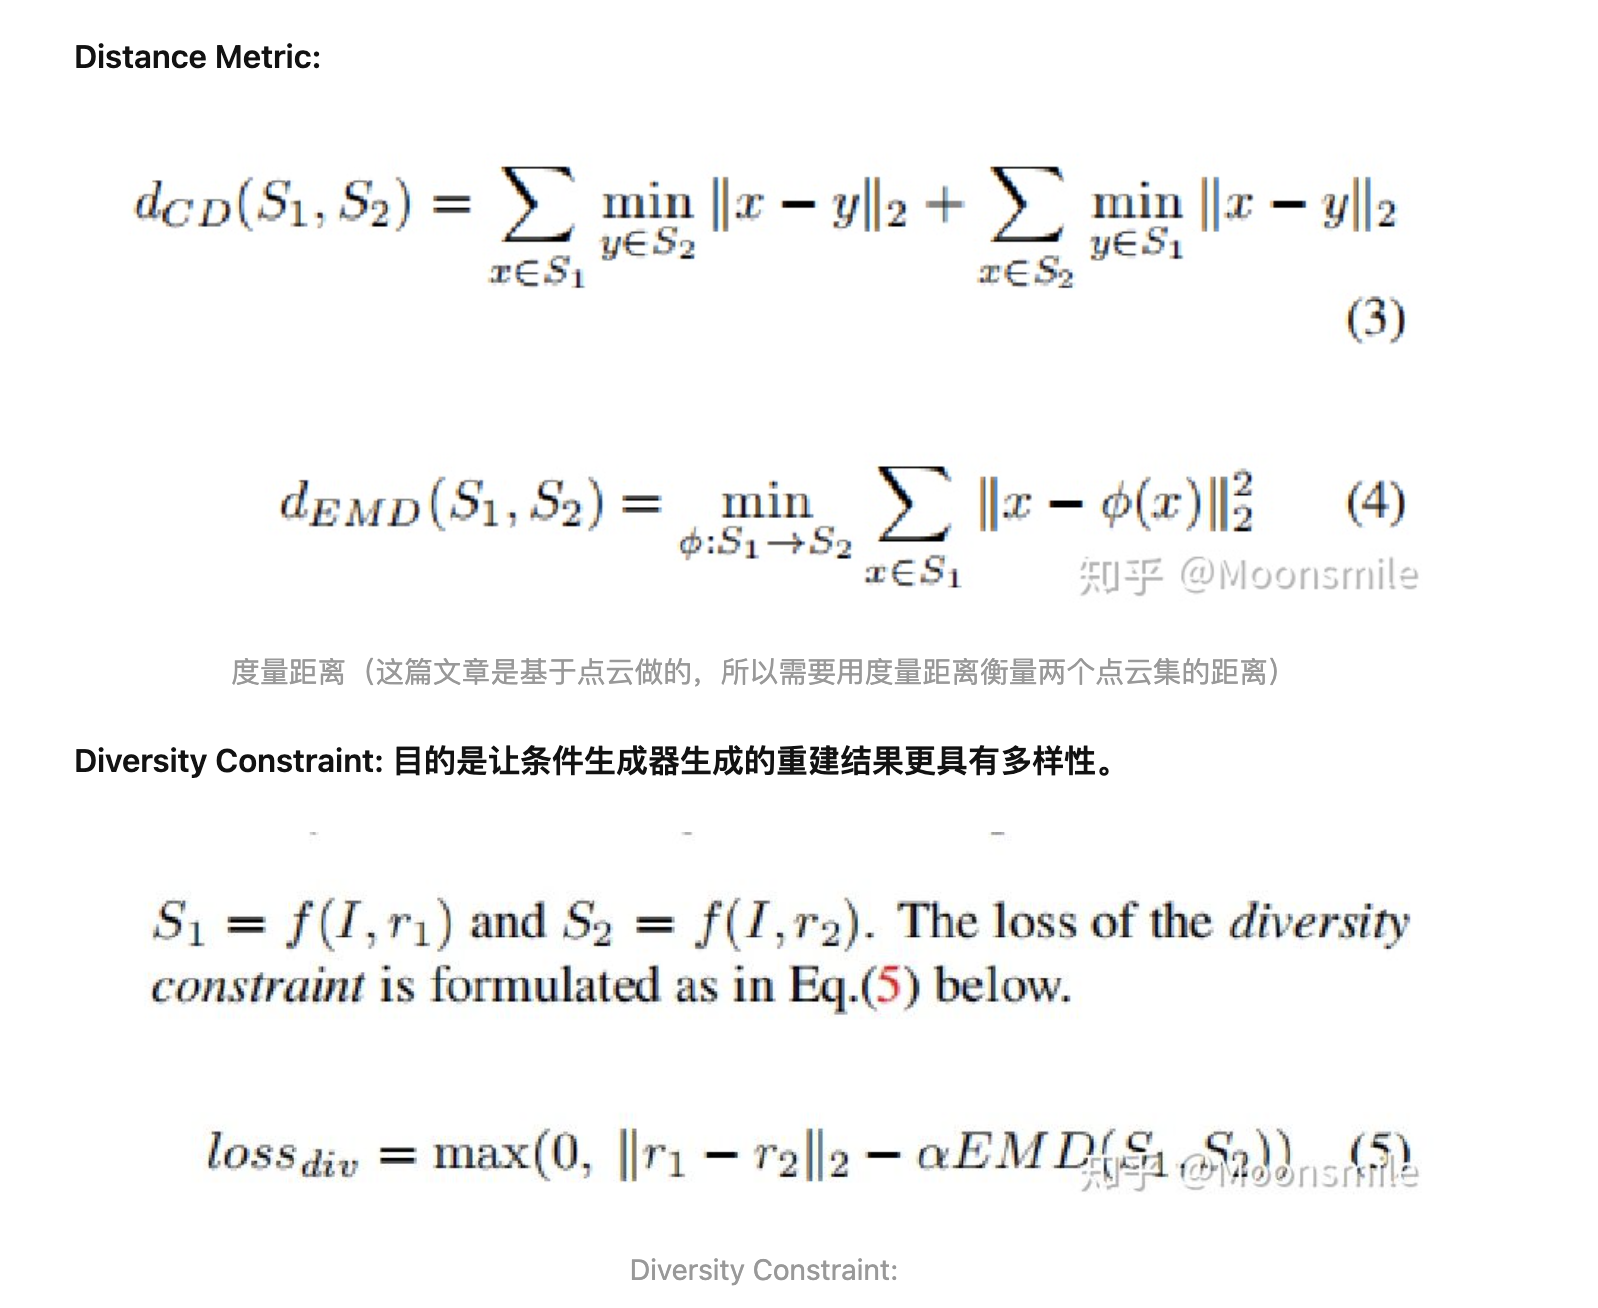 Distance Metric:
d_{CD}(S_1, S_2) = \sum_{x \in S_1} \min_{y \in S_2} \|x - y\|_2 + \sum_{x \in S_2} \min_{y \in S_1} \|x - y\|_2
(3)
d_{EMD}(S_1, S_2) = \min_{\phi: S_1 \to S_2} \sum_{x \in S_1} \|x - \phi(x)\|_2^2 (4)
知乎 @Moonsmile
度量距离（这篇文章是基于点云做的，所以需要用度量距离衡量两个点云集的距离）
Diversity Constraint: 目的是让条件生成器生成的重建结果更具有多样性。
S_1 = f(I, r_1) and S_2 = f(I, r_2). The loss of the diversity
constraint is formulated as in Eq.(5) below.
loss_{div} = \max(0, \|r_1 - r_2\|_2 - \alpha EMD(S_1, S_2)) (5)
知乎 @Moonsmile
Diversity Constraint: